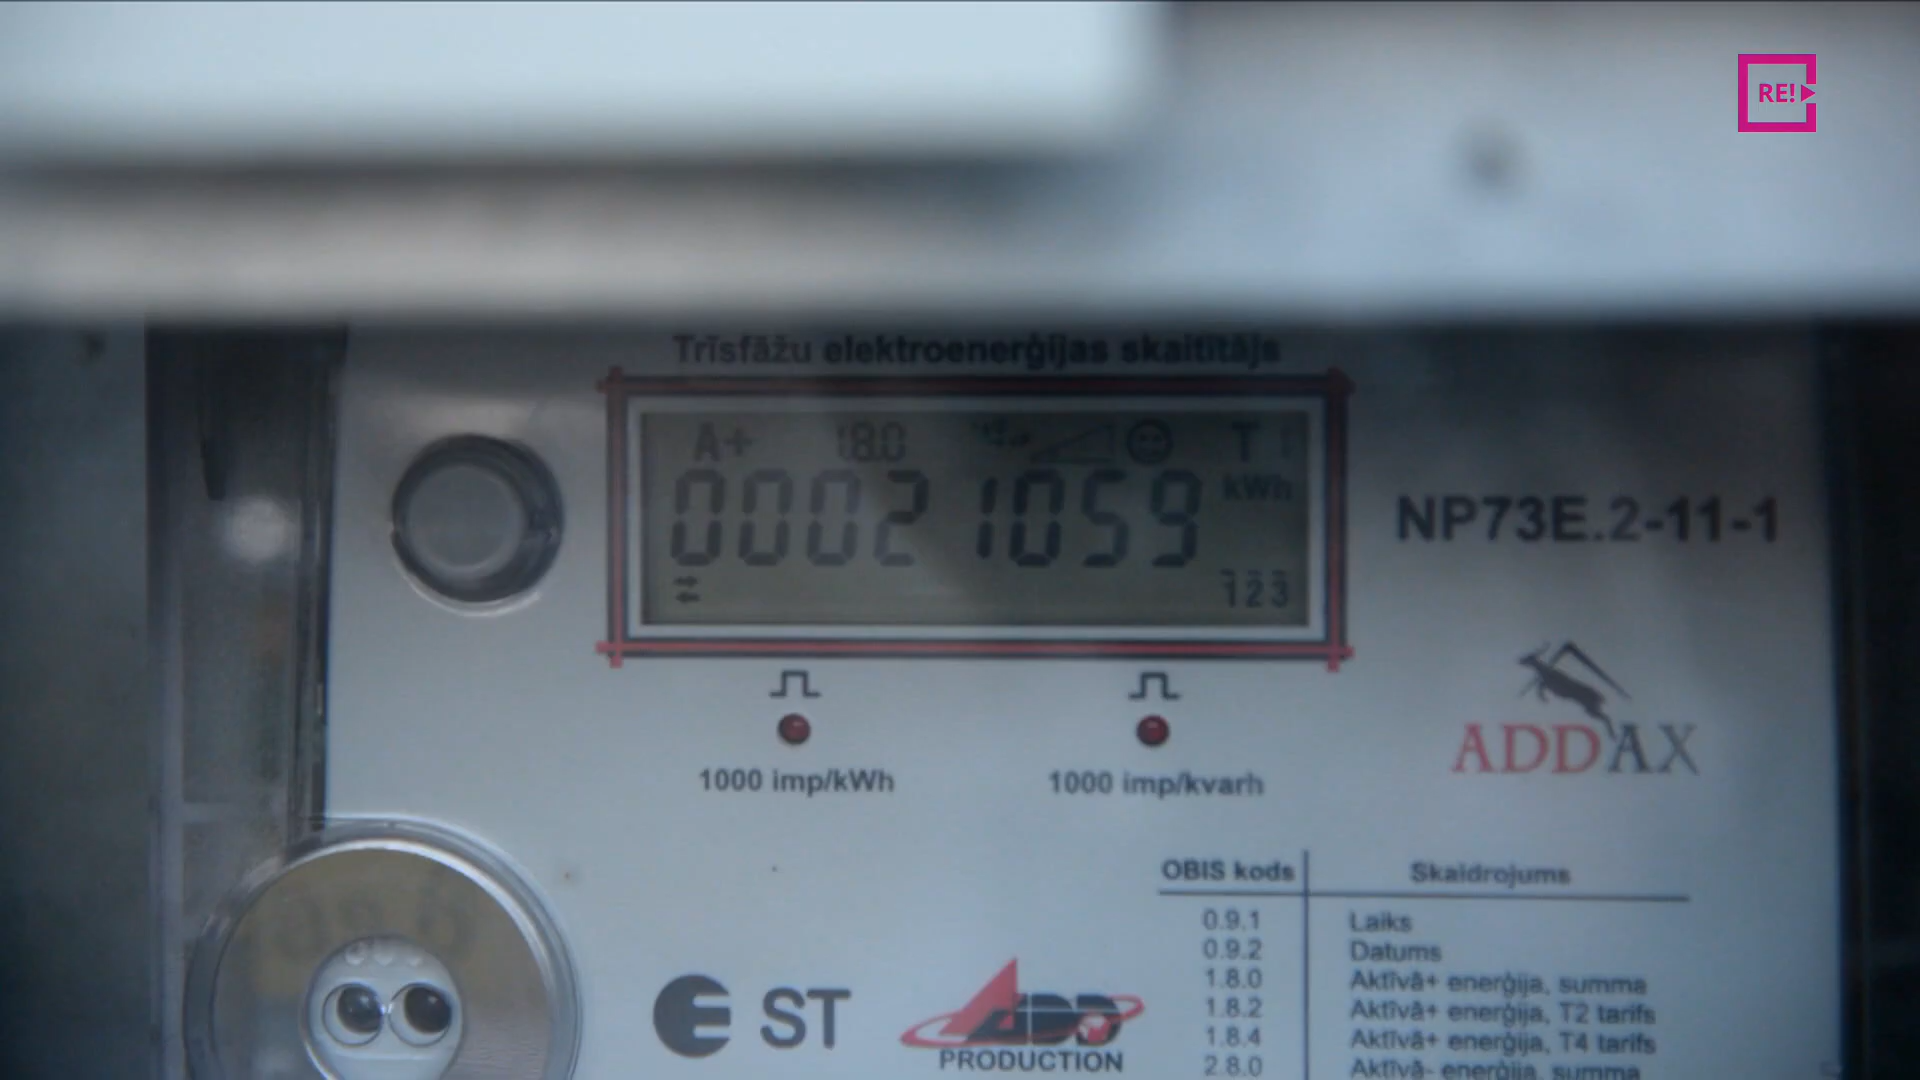 RE!
Trīsfāžu elektroenerģijas skaitītājs
A+ 1.8.0 T1
00021059 kWh
123
NP73E.2-11-1
1000 imp/kWh 1000 imp/kvarh
ADDAX
OBIS kods Skaidrojums
0.9.1 Laiks
0.9.2 Datums
1.8.0 Aktīvā+ enerģija, summa
1.8.2 Aktīvā+ enerģija, T2 tarifs
1.8.4 Aktīvā+ enerģija, T4 tarifs
2.8.0 Aktīvā- enerģija, summa
ST
ADD
PRODUCTION